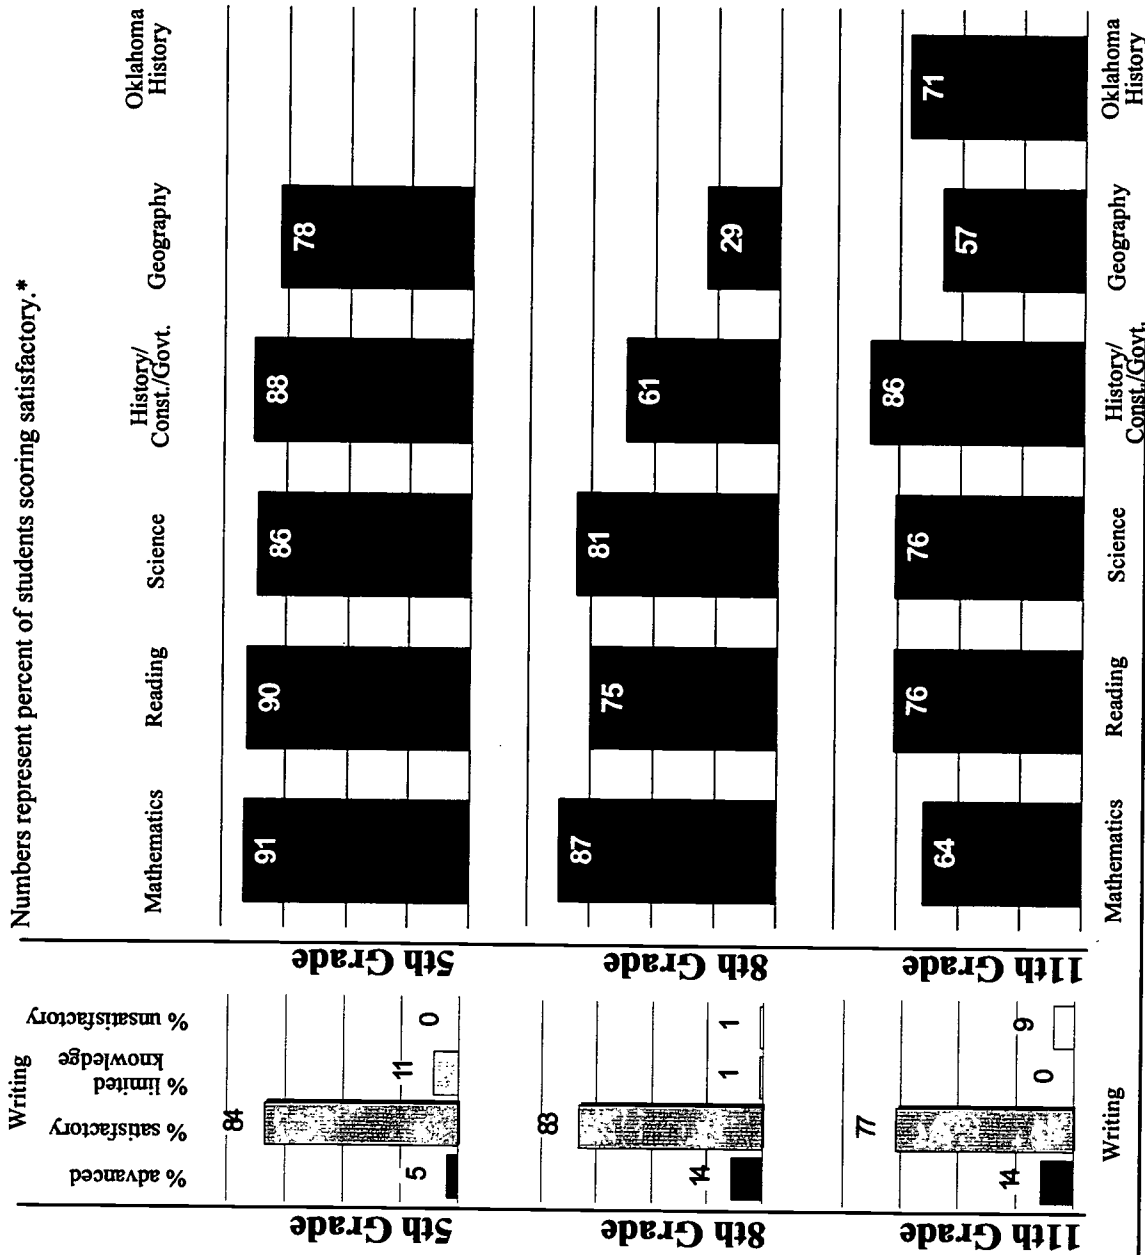 Numbers represent percent of students scoring satisfactory.*
Writing
% advanced
% satisfactory
% limited
knowledge
% unsatisfactory
Mathematics
Reading
Science
History/
Const./Govt.
Geography
Oklahoma
History
5th Grade
5
84
11
0
5th Grade
91
90
86
88
78
8th Grade
14
83
1
1
8th Grade
87
75
81
61
29
11th Grade
14
77
0
9
11th Grade
64
76
76
86
57
71
Writing
Mathematics
Reading
Science
History/
Const./Govt.
Geography
Oklahoma
History